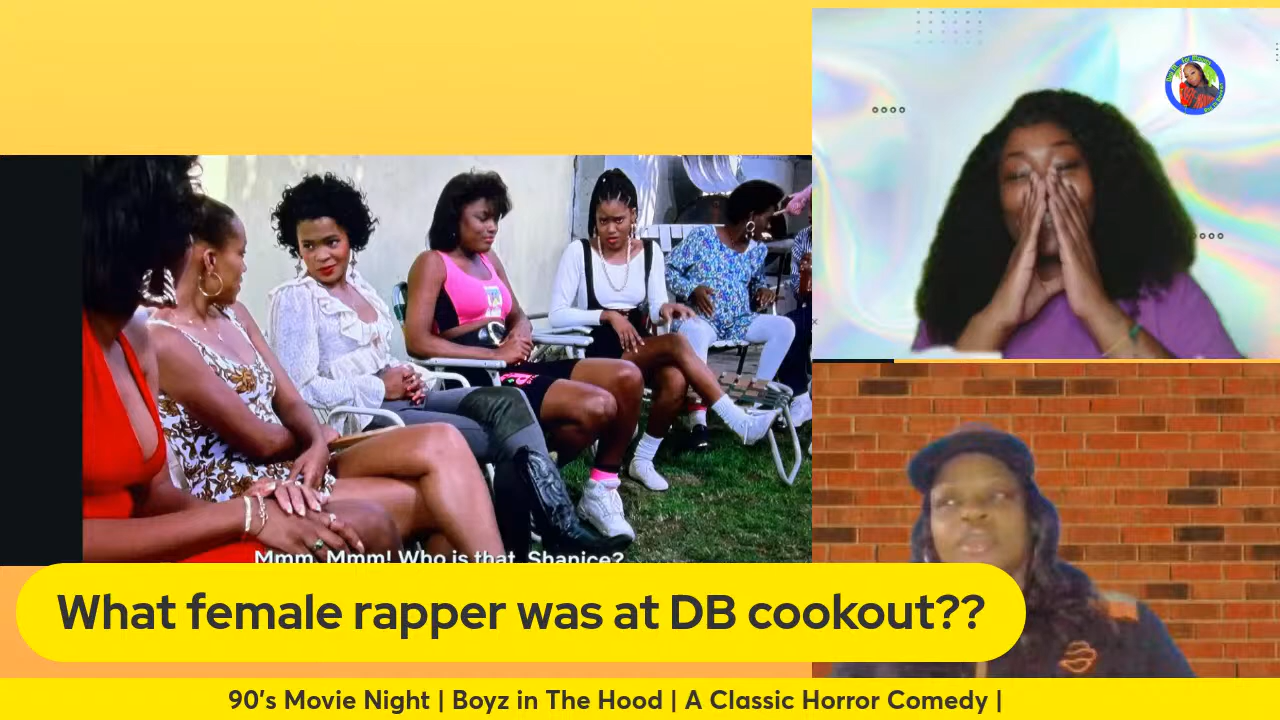 Mmm, Mmm! Who is that, Shanice?
What female rapper was at DB cookout??
90's Movie Night | Boyz in The Hood | A Classic Horror Comedy |